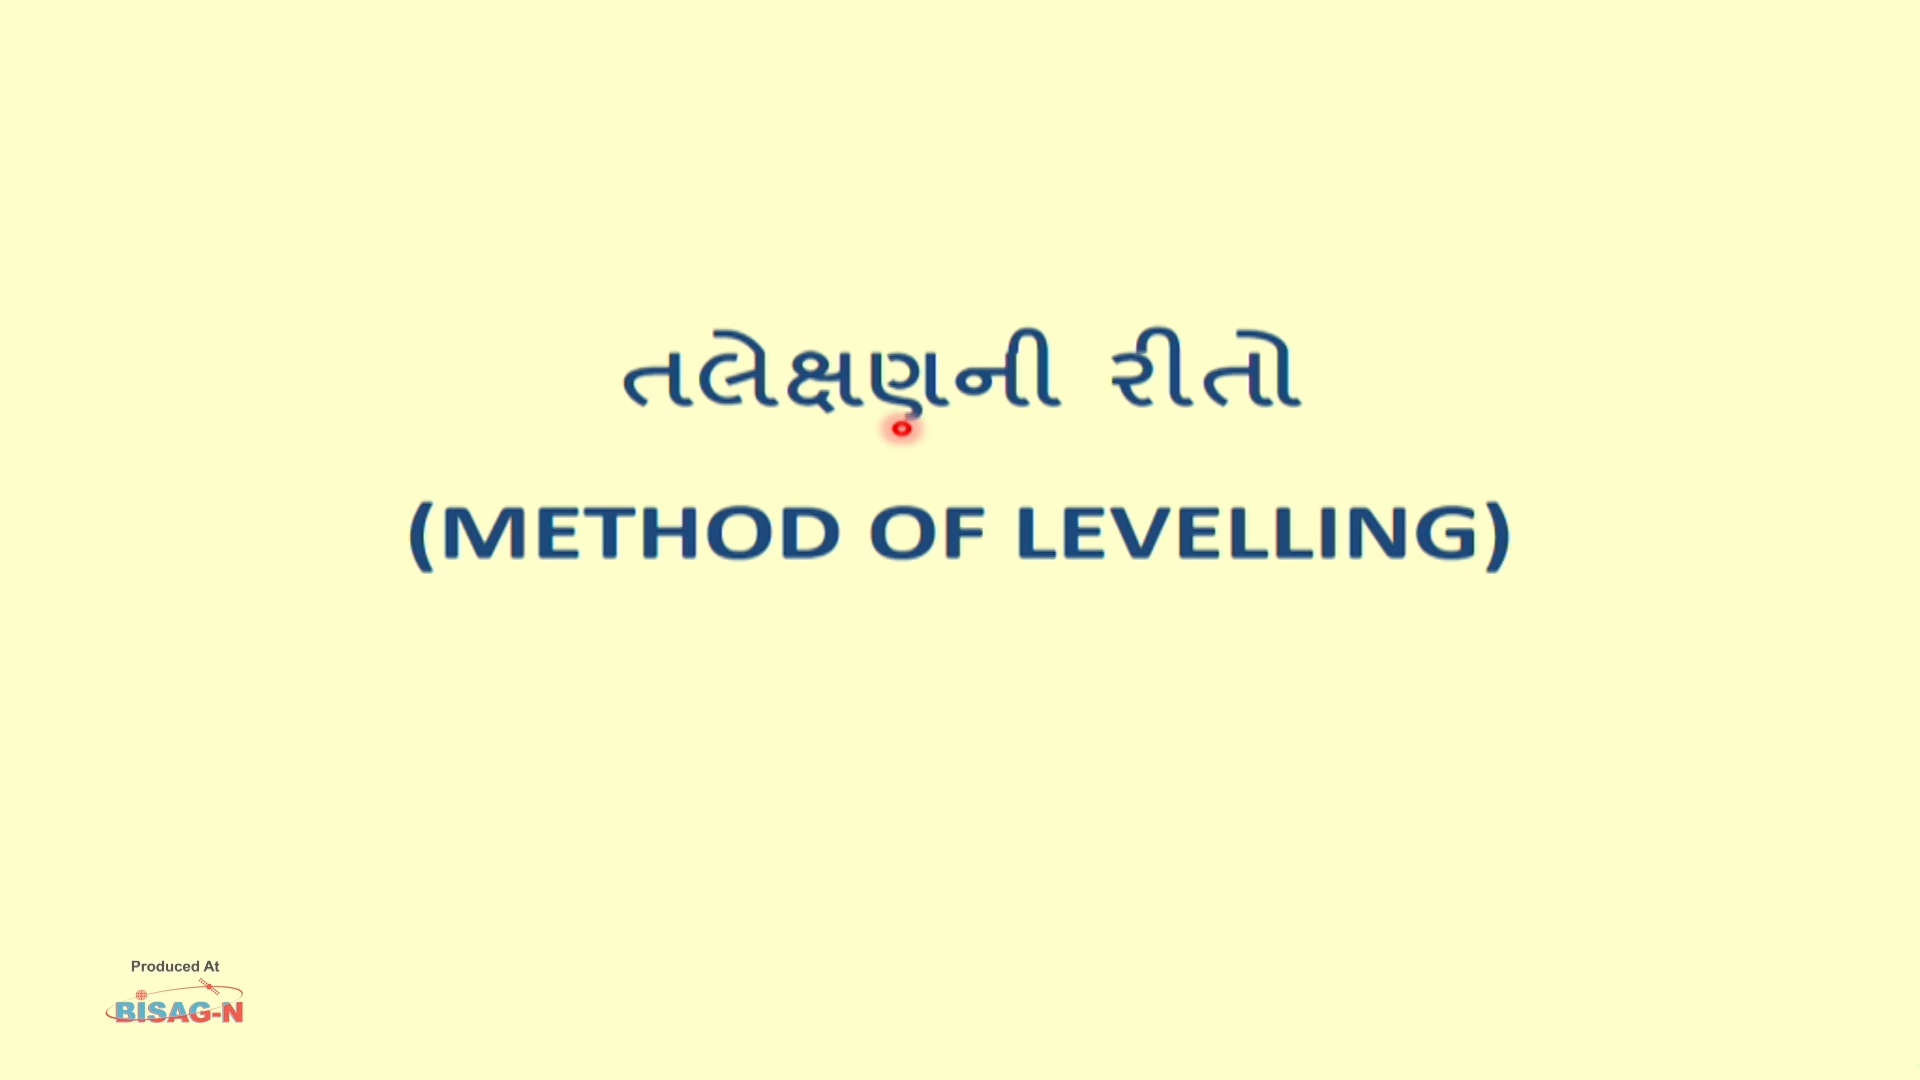 તલેક્ષણની રીતો
(METHOD OF LEVELLING)
Produced At
BISAG-N